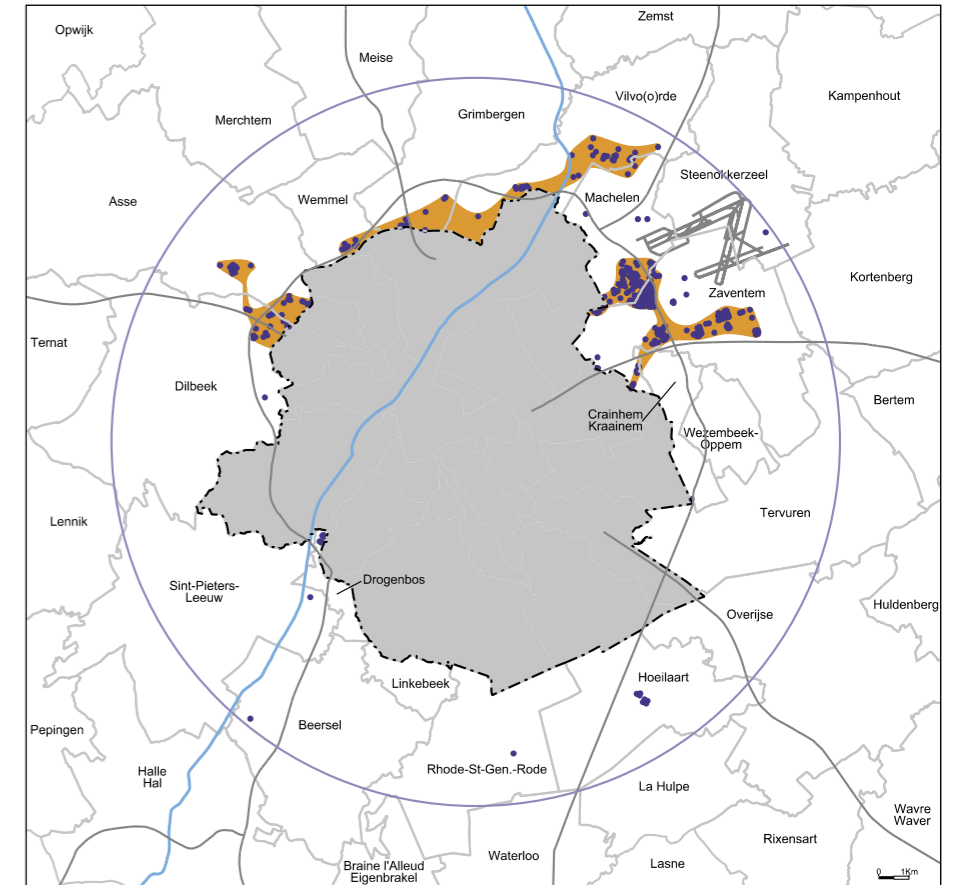 Zemst
Opwijk
Meise
Vilvo(o)rde
Kampenhout
Grimbergen
Merchtem
Steenokkerzeel
Asse
Wemmel
Machelen
Kortenberg
Zaventem
Ternat
Dilbeek
Bertem
Crainhem
Kraainem
Wezembeek-
Oppem
Lennik
Tervuren
Drogenbos
Sint-Pieters-
Leeuw
Huldenberg
Overijse
Hoeilaart
Linkebeek
Beersel
Pepingen
Rhode-St-Gen.-Rode
Halle
Hal
La Hulpe
Wavre
Waver
Rixensart
Waterloo
Lasne
Braine l'Alleud
Eigenbrakel
0 1Km